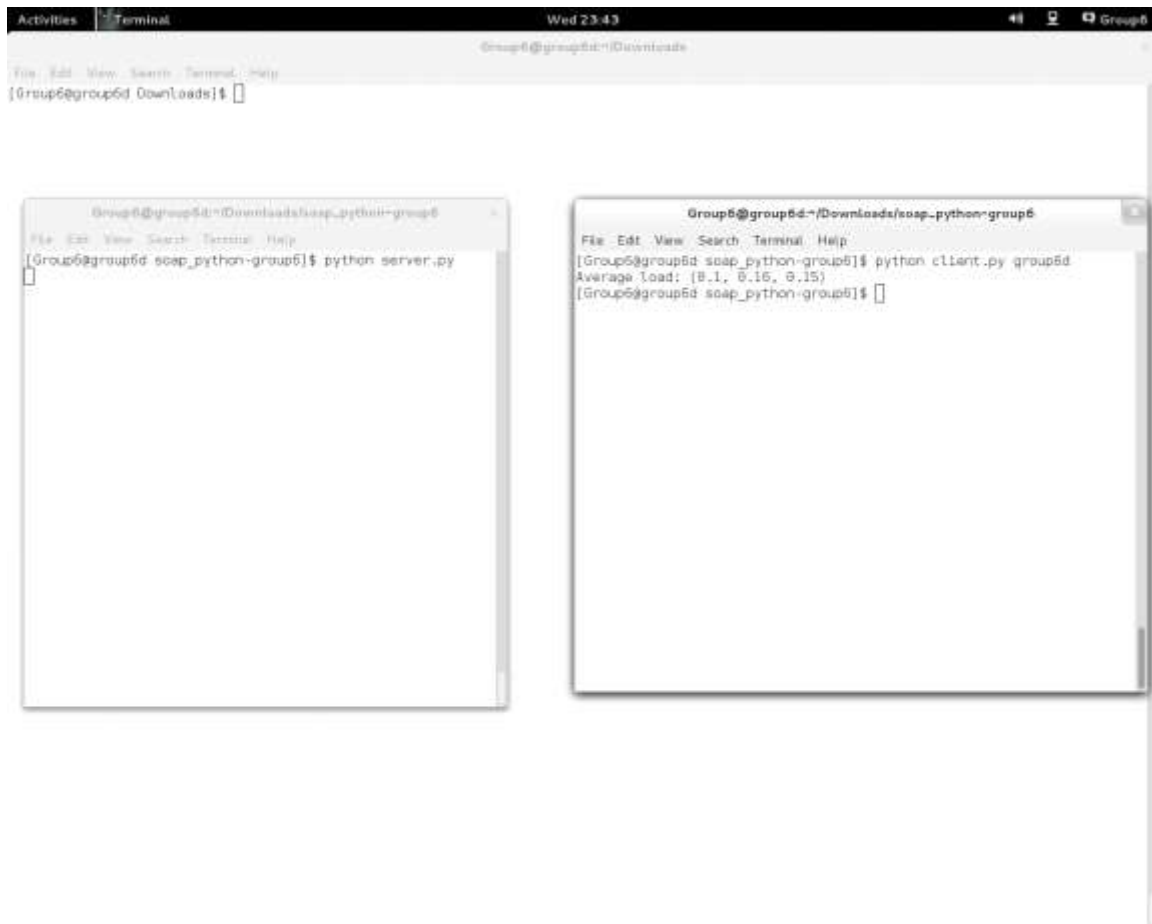 Activities Terminal Wed 23:43 Group6
Group6@group6d:~/Downloads
File Edit View Search Terminal Help
[Group6@group6d Downloads]$
Group6@group6d:~/Downloads/soap_python-group6
File Edit View Search Terminal Help
[Group6@group6d soap_python-group6]$ python server.py
Group6@group6d:~/Downloads/soap_python-group6
File Edit View Search Terminal Help
[Group6@group6d soap_python-group6]$ python client.py group6d
Average load: (0.1, 0.16, 0.15)
[Group6@group6d soap_python-group6]$